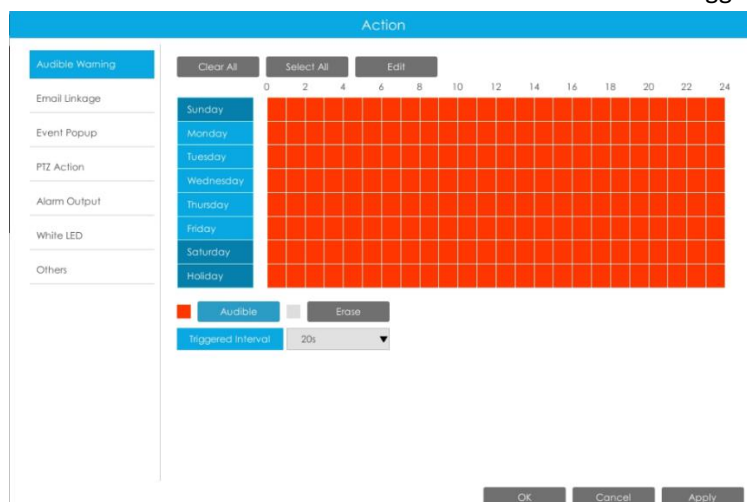 gg
Action
Audible Warning
Email Linkage
Event Popup
PTZ Action
Alarm Output
White LED
Others
Clear All Select All Edit
0 2 4 6 8 10 12 14 16 18 20 22 24
Sunday
Monday
Tuesday
Wednesday
Thursday
Friday
Saturday
Holiday
Audible Erase
Triggered Interval 20s
OK Cancel Apply